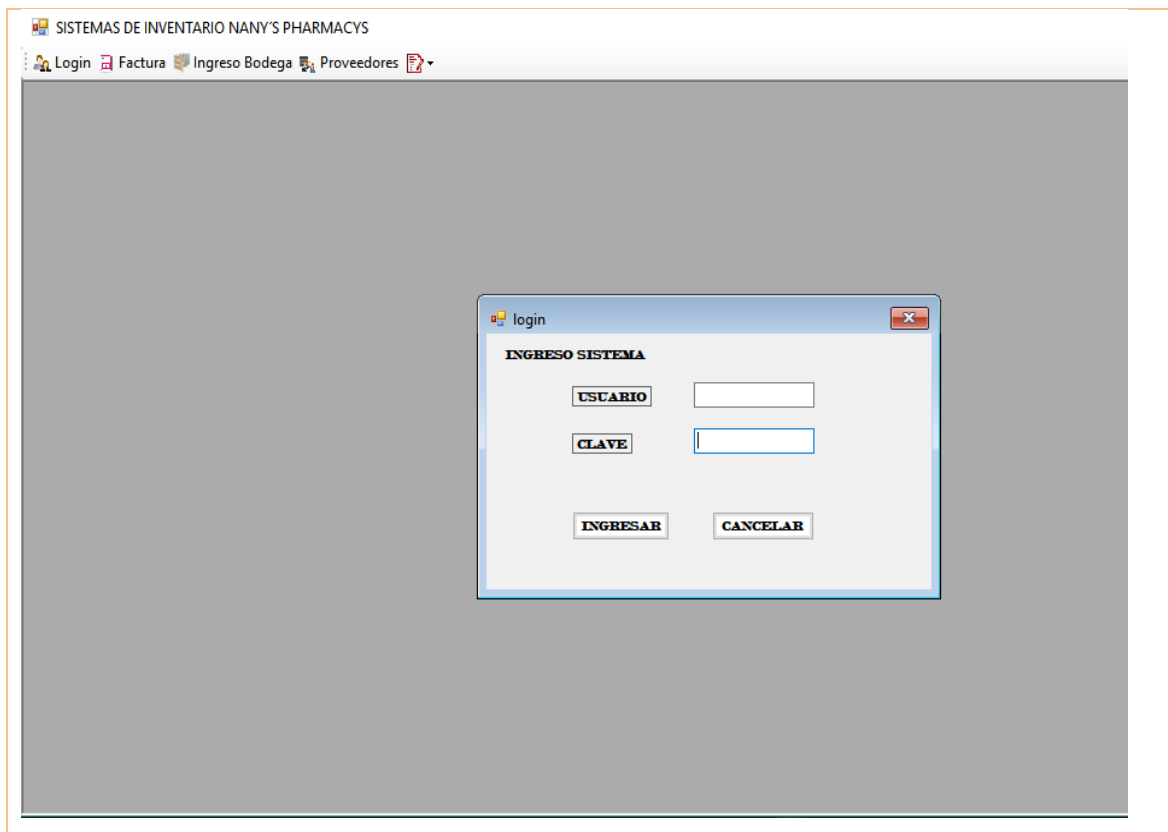 SISTEMAS DE INVENTARIO NANY´S PHARMACYS
Login Factura Ingreso Bodega Proveedores
login
INGRESO SISTEMA
USUARIO
CLAVE
INGRESAR CANCELAR